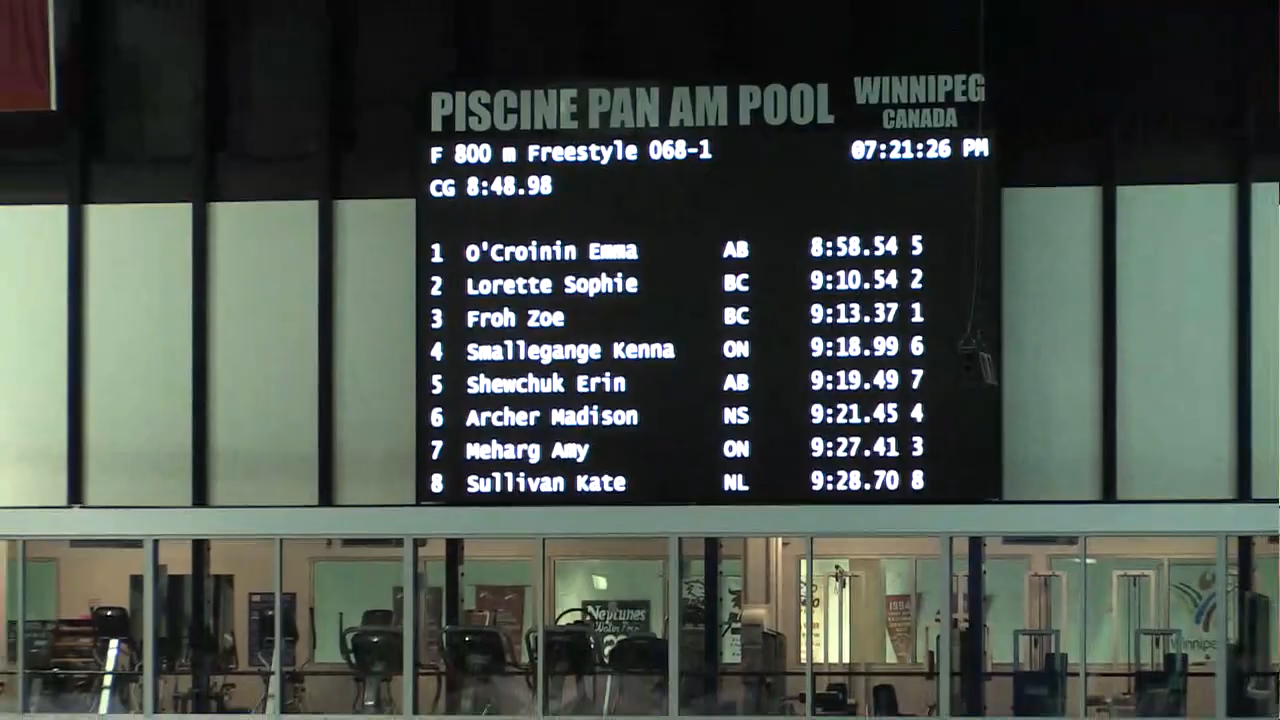 PISCINE PAN AM POOL WINNIPEG
CANADA
F 800 m Freestyle 068-1 07:21:26 PM
CG 8:48.98
1 O'Croinin Emma AB 8:58.54 5
2 Lorette Sophie BC 9:10.54 2
3 Froh Zoe BC 9:13.37 1
4 Smallegange Kenna ON 9:18.99 6
5 Shewchuk Erin AB 9:19.49 7
6 Archer Madison NS 9:21.45 4
7 Meharg Amy ON 9:27.41 3
8 Sullivan Kate NL 9:28.70 8
Neptunes
1994
Winnipe